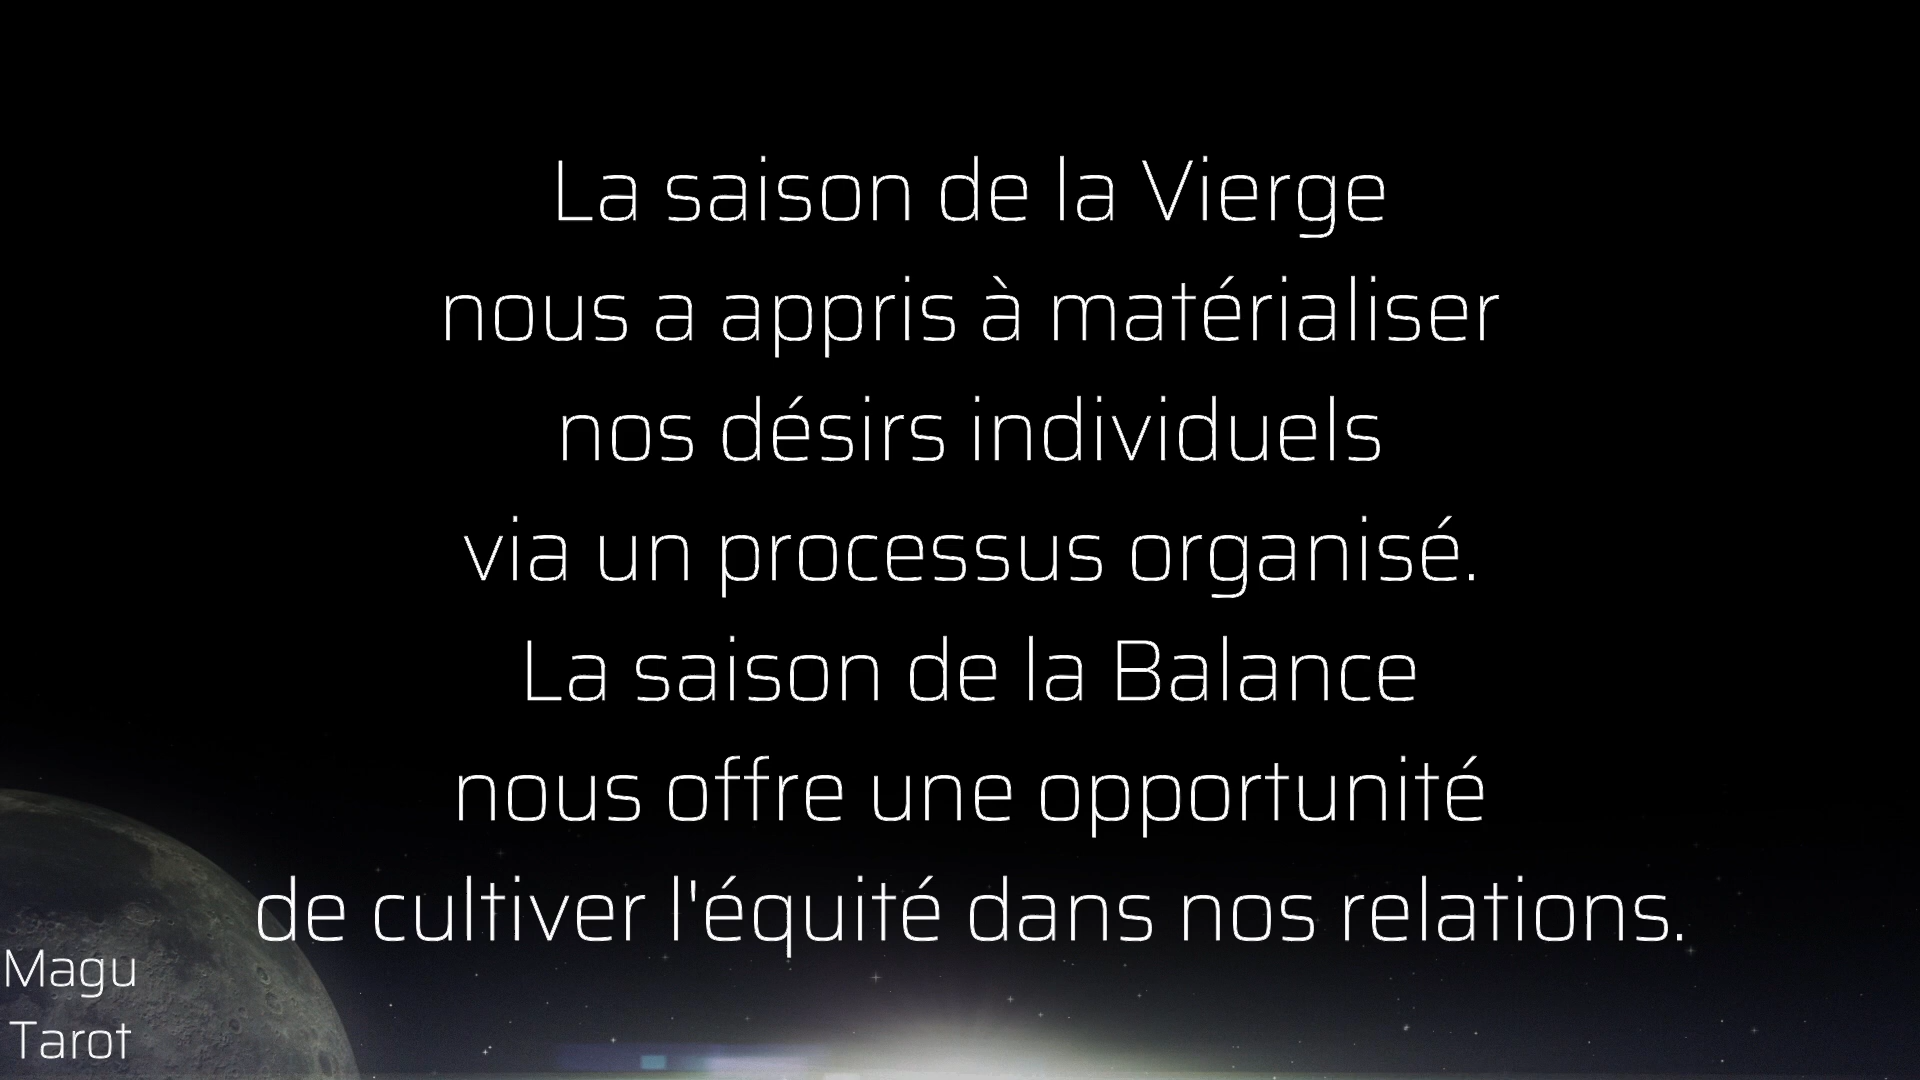 La saison de la Vierge
nous a appris à matérialiser
nos désirs individuels
via un processus organisé.
La saison de la Balance
nous offre une opportunité
de cultiver l'équité dans nos relations.
Magu
Tarot